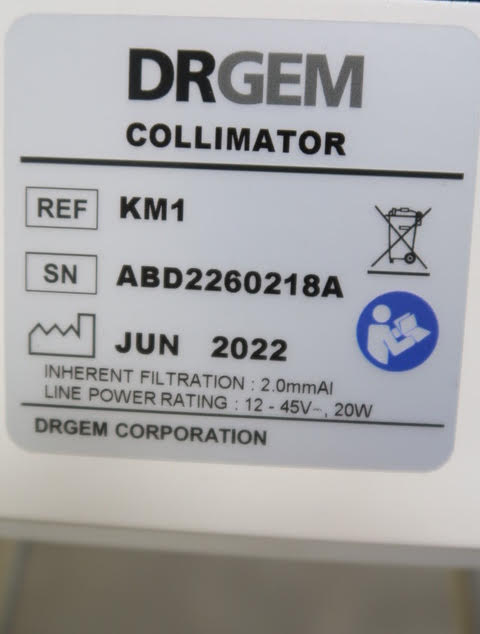 DRGEM
COLLIMATOR
REF KM1
SN ABD2260218A
JUN 2022
INHERENT FILTRATION : 2.0mmAl
LINE POWER RATING : 12 - 45V~, 20W
DRGEM CORPORATION